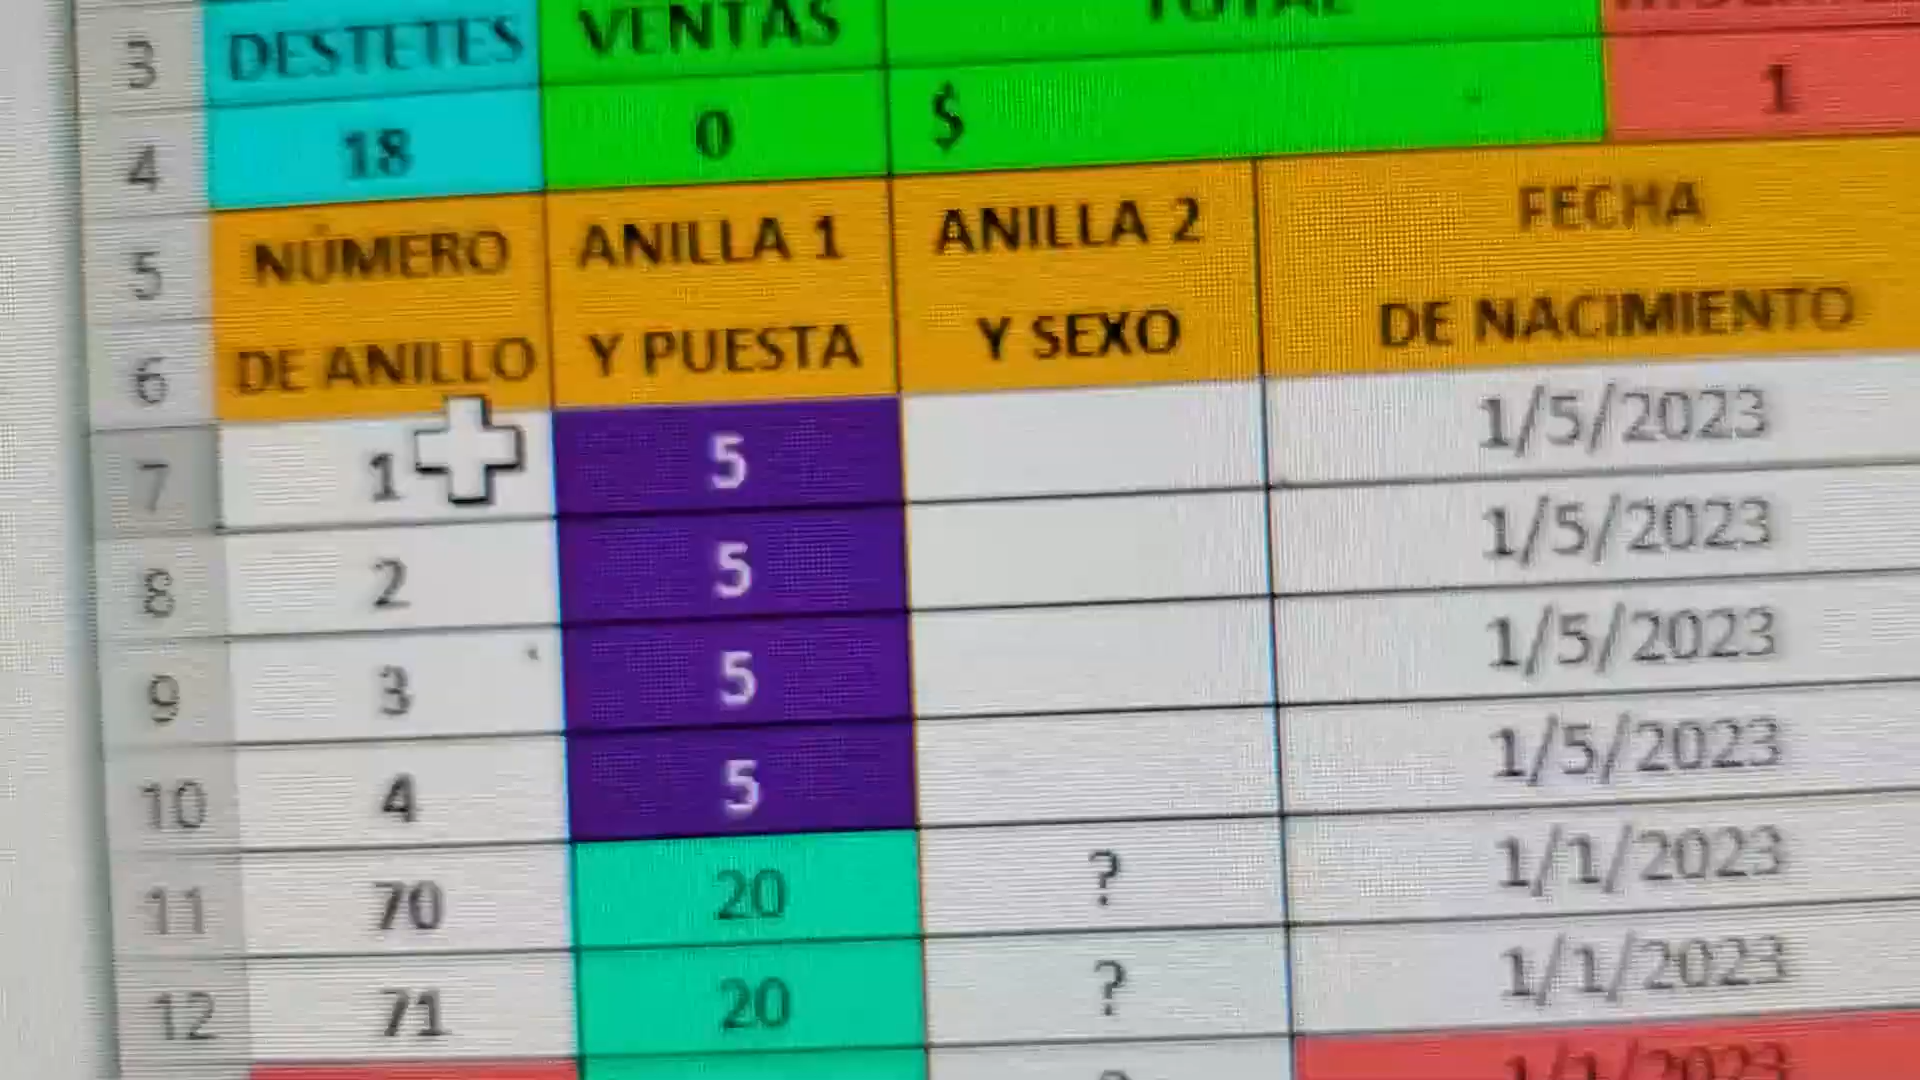 3 DESTETES VENTAS TOTAL
4 18 0 $ - 1
5 NÚMERO ANILLA 1 ANILLA 2 FECHA
6 DE ANILLO Y PUESTA Y SEXO DE NACIMIENTO
7 1 5 1/5/2023
8 2 5 1/5/2023
9 3 5 1/5/2023
10 4 5 1/5/2023
11 70 20 ? 1/1/2023
12 71 20 ? 1/1/2023
? 1/1/2023